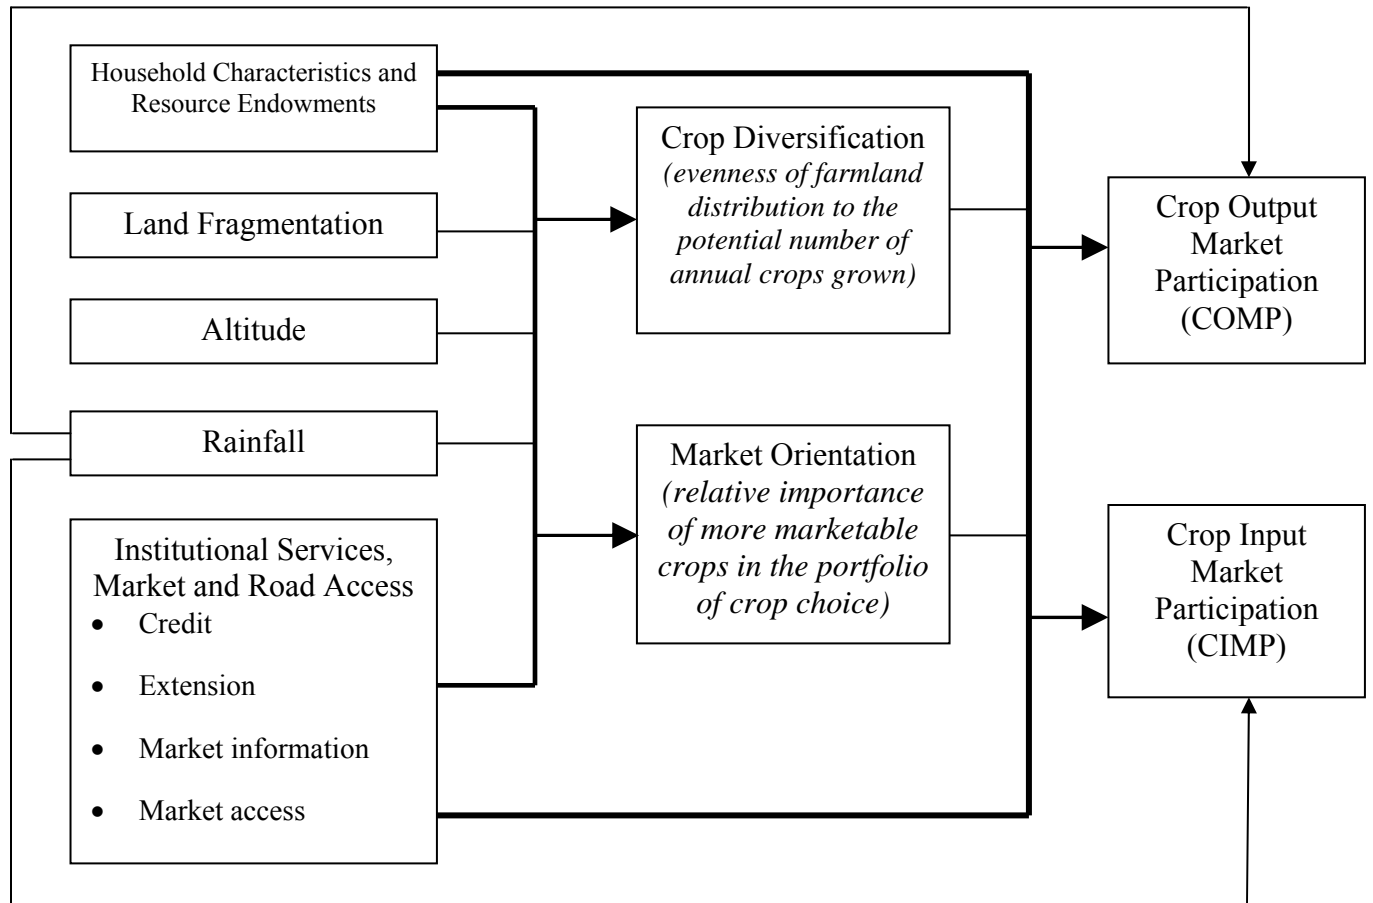 Household Characteristics and
Resource Endowments
Land Fragmentation
Altitude
Rainfall
Institutional Services,
Market and Road Access
• Credit
• Extension
• Market information
• Market access
Crop Diversification
(evenness of farmland
distribution to the
potential number of
annual crops grown)
Market Orientation
(relative importance
of more marketable
crops in the portfolio
of crop choice)
Crop Output
Market
Participation
(COMP)
Crop Input
Market
Participation
(CIMP)